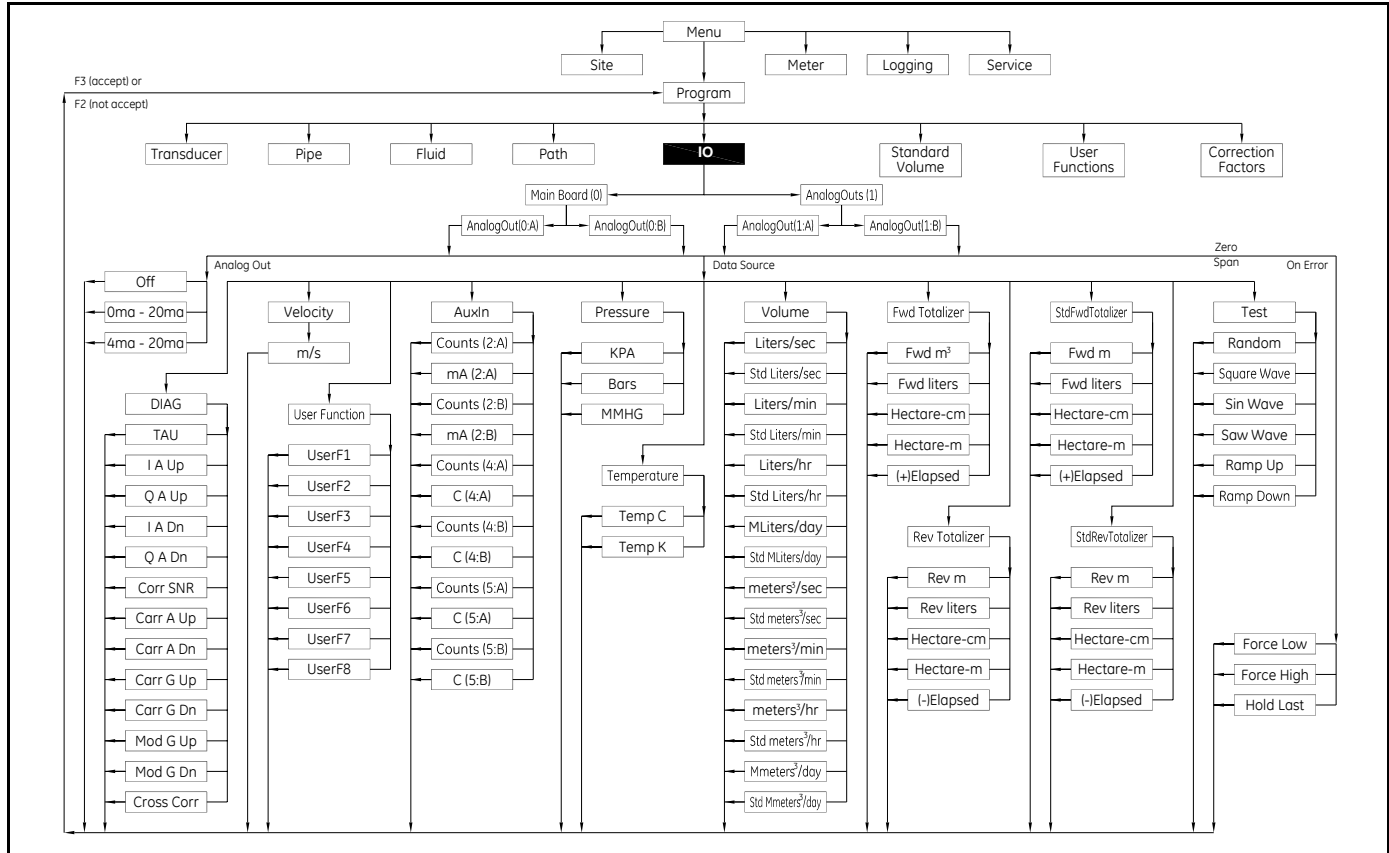 Menu
Site
Meter
Logging
Service
F3 (accept) or
F2 (not accept)
Program
Transducer
Pipe
Fluid
Path
IO
Standard
Volume
User
Functions
Correction
Factors
Main Board (0)
AnalogOuts (1)
AnalogOut(0:A)
AnalogOut(0:B)
AnalogOut(1:A)
AnalogOut(1:B)
Analog Out
Data Source
Zero
Span
On Error
Off
0ma - 20ma
4ma - 20ma
DIAG
TAU
I A Up
Q A Up
I A Dn
Q A Dn
Corr SNR
Carr A Up
Carr A Dn
Carr G Up
Carr G Dn
Mod G Up
Mod G Dn
Cross Corr
Velocity
m/s
User Function
UserF1
UserF2
UserF3
UserF4
UserF5
UserF6
UserF7
UserF8
AuxIn
Counts (2:A)
mA (2:A)
Counts (2:B)
mA (2:B)
Counts (4:A)
C (4:A)
Counts (4:B)
C (4:B)
Counts (5:A)
C (5:A)
Counts (5:B)
C (5:B)
Pressure
KPA
Bars
MMHG
Temperature
Temp C
Temp K
Volume
Liters/sec
Std Liters/sec
Liters/min
Std Liters/min
Liters/hr
Std Liters/hr
MLiters/day
Std MLiters/day
meters³/sec
Std meters³/sec
meters³/min
Std meters³/min
meters³/hr
Std meters³/hr
Mmeters³/day
Std Mmeters³/day
Fwd Totalizer
Fwd m³
Fwd liters
Hectare-cm
Hectare-m
(+)Elapsed
Rev Totalizer
Rev m
Rev liters
Hectare-cm
Hectare-m
(-)Elapsed
StdFwdTotalizer
Fwd m
Fwd liters
Hectare-cm
Hectare-m
(+)Elapsed
StdRevTotalizer
Rev m
Rev liters
Hectare-cm
Hectare-m
(-)Elapsed
Test
Random
Square Wave
Sin Wave
Saw Wave
Ramp Up
Ramp Down
Force Low
Force High
Hold Last